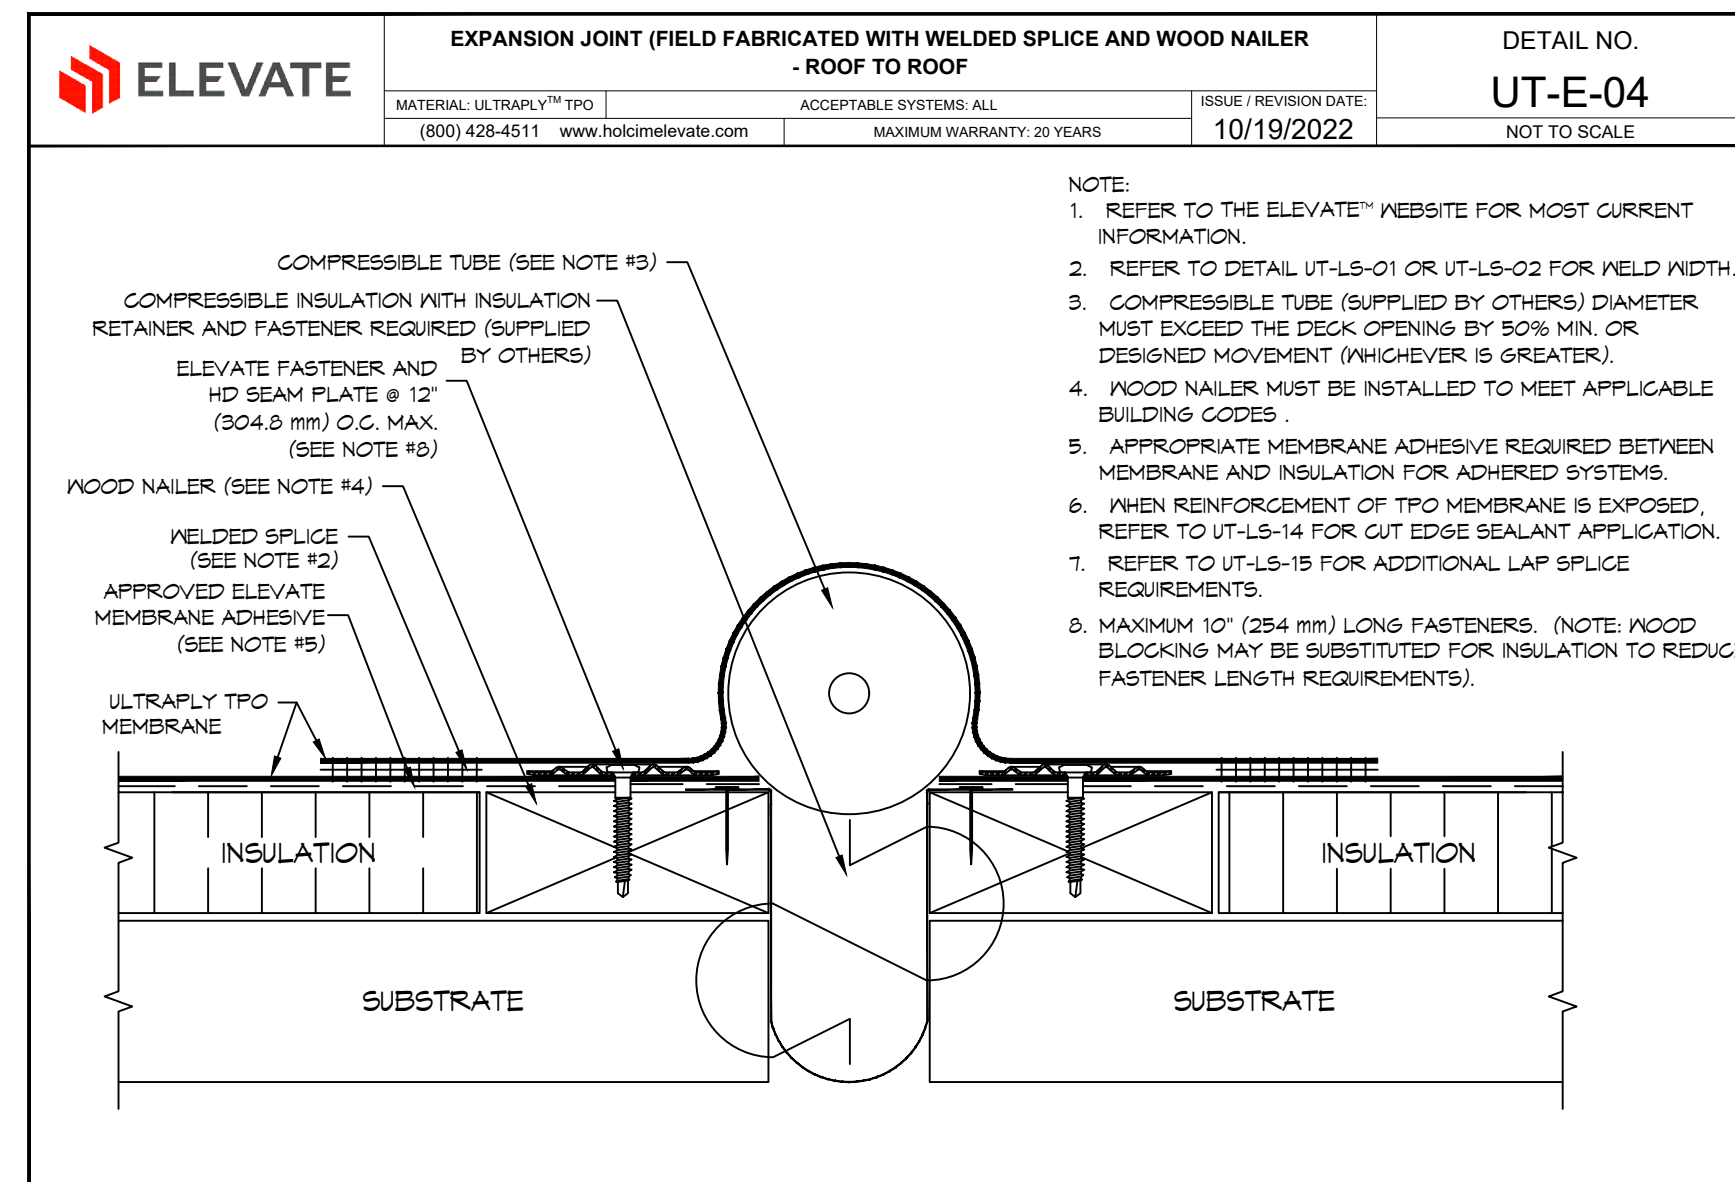 ELEVATE
EXPANSION JOINT (FIELD FABRICATED WITH WELDED SPLICE AND WOOD NAILER
- ROOF TO ROOF
MATERIAL: ULTRAPLY™ TPO
ACCEPTABLE SYSTEMS: ALL
(800) 428-4511 www.holcimelevate.com
MAXIMUM WARRANTY: 20 YEARS
ISSUE / REVISION DATE:
10/19/2022
DETAIL NO.
UT-E-04
NOT TO SCALE
NOTE:
1. REFER TO THE ELEVATE™ WEBSITE FOR MOST CURRENT
INFORMATION.
2. REFER TO DETAIL UT-LS-01 OR UT-LS-02 FOR WELD WIDTH.
3. COMPRESSIBLE TUBE (SUPPLIED BY OTHERS) DIAMETER
MUST EXCEED THE DECK OPENING BY 50% MIN. OR
DESIGNED MOVEMENT (WHICHEVER IS GREATER).
4. WOOD NAILER MUST BE INSTALLED TO MEET APPLICABLE
BUILDING CODES .
5. APPROPRIATE MEMBRANE ADHESIVE REQUIRED BETWEEN
MEMBRANE AND INSULATION FOR ADHERED SYSTEMS.
6. WHEN REINFORCEMENT OF TPO MEMBRANE IS EXPOSED,
REFER TO UT-LS-14 FOR CUT EDGE SEALANT APPLICATION.
7. REFER TO UT-LS-15 FOR ADDITIONAL LAP SPLICE
REQUIREMENTS.
8. MAXIMUM 10" (254 mm) LONG FASTENERS. (NOTE: WOOD
BLOCKING MAY BE SUBSTITUTED FOR INSULATION TO REDUC
FASTENER LENGTH REQUIREMENTS).
COMPRESSIBLE TUBE (SEE NOTE #3)
COMPRESSIBLE INSULATION WITH INSULATION
RETAINER AND FASTENER REQUIRED (SUPPLIED
BY OTHERS)
ELEVATE FASTENER AND
HD SEAM PLATE @ 12"
(304.8 mm) O.C. MAX.
(SEE NOTE #8)
WOOD NAILER (SEE NOTE #4)
WELDED SPLICE
(SEE NOTE #2)
APPROVED ELEVATE
MEMBRANE ADHESIVE
(SEE NOTE #5)
ULTRAPLY TPO
MEMBRANE
INSULATION
INSULATION
SUBSTRATE
SUBSTRATE